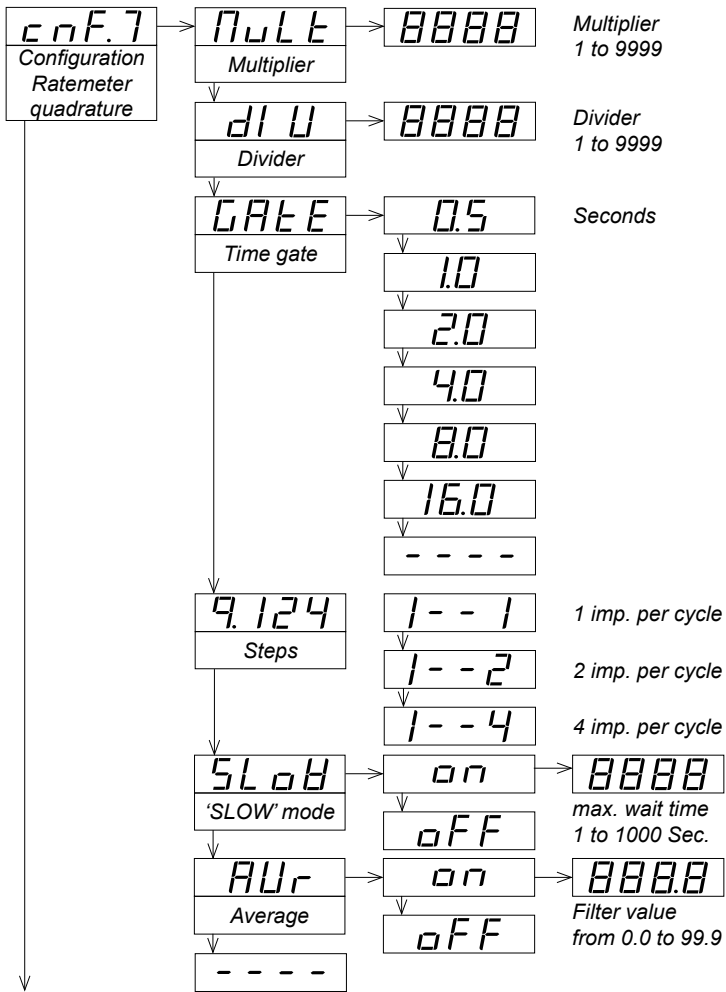 cnF.7
Configuration
Ratemeter
quadrature
MuLt
Multiplier
8888
Multiplier
1 to 9999
dIU
Divider
8888
Divider
1 to 9999
GAtE
Time gate
0.5
Seconds
1.0
2.0
4.0
8.0
16.0
- - - -
q.124
Steps
1--1
1 imp. per cycle
1--2
2 imp. per cycle
1--4
4 imp. per cycle
SLoW
'SLOW' mode
on
oFF
8888
max. wait time
1 to 1000 Sec.
AUr
Average
on
oFF
888.8
Filter value
from 0.0 to 99.9
- - - -